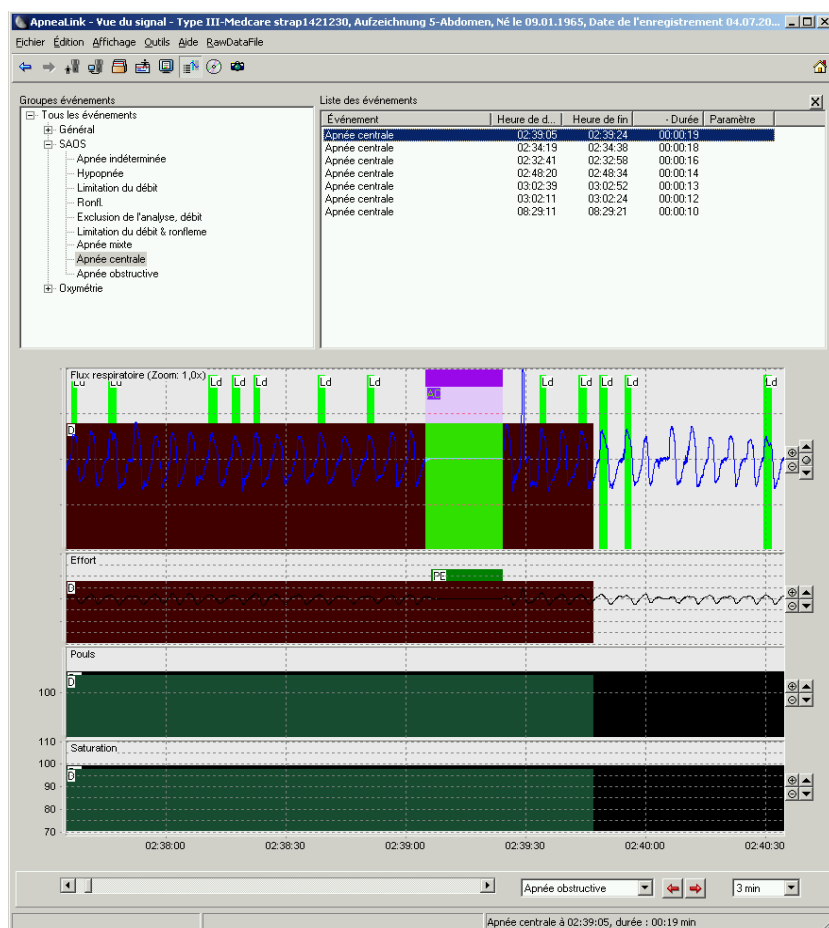 ApneaLink - Vue du signal - Type III-Medcare strap1421230, Aufzeichnung 5-Abdomen, Né le 09.01.1965, Date de l'enregistrement 04.07.20...
Fichier Édition Affichage Outils Aide RawDataFile
Groupes événements
Tous les événements
Général
SAOS
Apnée indéterminée
Hypopnée
Limitation du débit
Ronfl.
Exclusion de l'analyse, débit
Limitation du débit & ronfleme
Apnée mixte
Apnée centrale
Apnée obstructive
Oxymétrie
Liste des événements
Événement Heure de d... Heure de fin - Durée Paramètre
Apnée centrale 02:39:05 02:39:24 00:00:19
Apnée centrale 02:34:19 02:34:38 00:00:18
Apnée centrale 02:32:41 02:32:58 00:00:16
Apnée centrale 02:48:20 02:48:34 00:00:14
Apnée centrale 03:02:39 03:02:52 00:00:13
Apnée centrale 03:02:11 03:02:24 00:00:12
Apnée centrale 08:29:11 08:29:21 00:00:10
Flux respiratoire (Zoom: 1,0x)
Ld Ld Ld Ld Ld Ld Ld Ld Ld Ld Ld Ld
AC
D
Effort
PE
D
Pouls
D
100
110
Saturation
100
D
90
80
70
02:38:00 02:38:30 02:39:00 02:39:30 02:40:00 02:40:30
Apnée obstructive 3 min
Apnée centrale à 02:39:05, durée : 00:19 min